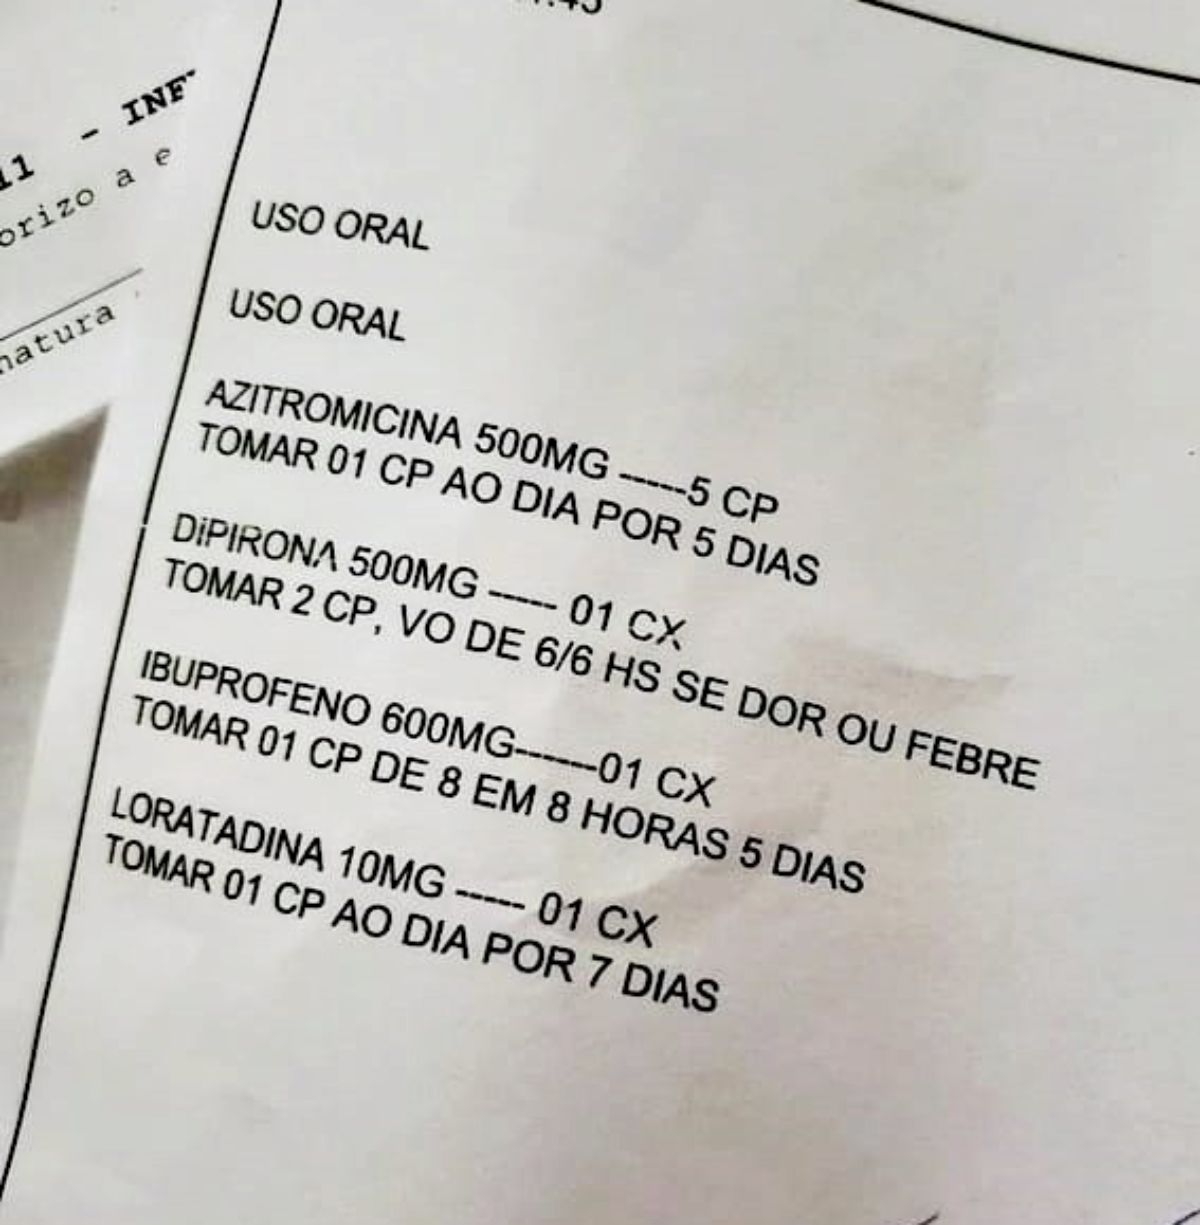 11 - INF
orizo a e
natura
USO ORAL
USO ORAL
AZITROMICINA 500MG -----5 CP
TOMAR 01 CP AO DIA POR 5 DIAS
DiPIRONA 500MG ----- 01 CX
TOMAR 2 CP, VO DE 6/6 HS SE DOR OU FEBRE
IBUPROFENO 600MG------01 CX
TOMAR 01 CP DE 8 EM 8 HORAS 5 DIAS
LORATADINA 10MG ----- 01 CX
TOMAR 01 CP AO DIA POR 7 DIAS